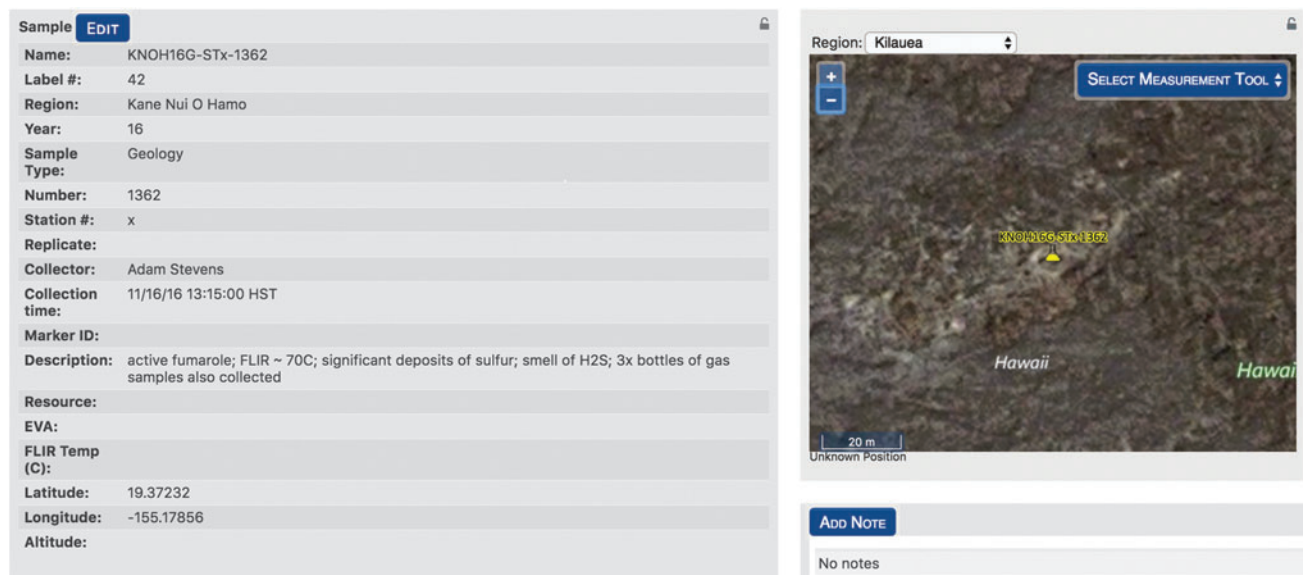 Sample EDIT
Name: KNOH16G-STx-1362
Label #: 42
Region: Kane Nui O Hamo
Year: 16
Sample Type: Geology
Number: 1362
Station #: x
Replicate:
Collector: Adam Stevens
Collection time: 11/16/16 13:15:00 HST
Marker ID:
Description: active fumarole; FLIR ~ 70C; significant deposits of sulfur; smell of H2S; 3x bottles of gas
samples also collected
Resource:
EVA:
FLIR Temp (C):
Latitude: 19.37232
Longitude: -155.17856
Altitude:
Region: Kilauea
+
SELECT MEASUREMENT TOOL
−
KNOH16G-STx-1362
Hawaii
Hawai
20 m
Unknown Position
ADD NOTE
No notes